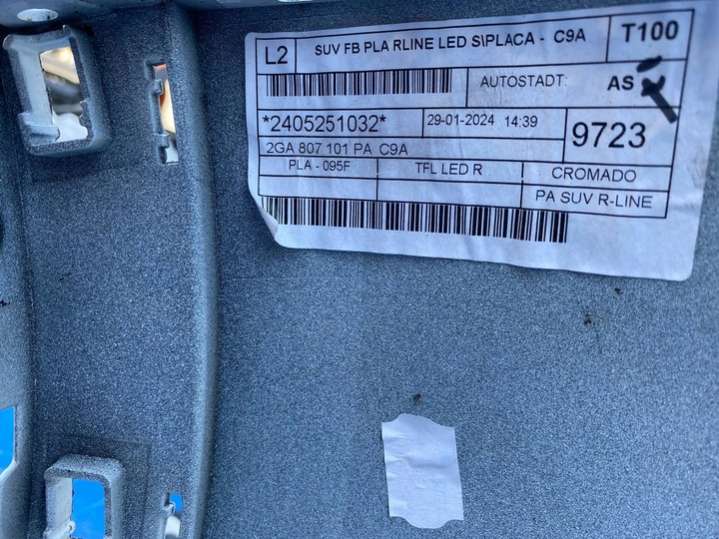 L2 SUV FB PLA RLINE LED S\PLACA - C9A T100
AUTOSTADT: AS
*2405251032* 29-01-2024 14:39 9723
2GA 807 101 PA C9A
PLA - 095F TFL LED R CROMADO
PA SUV R-LINE